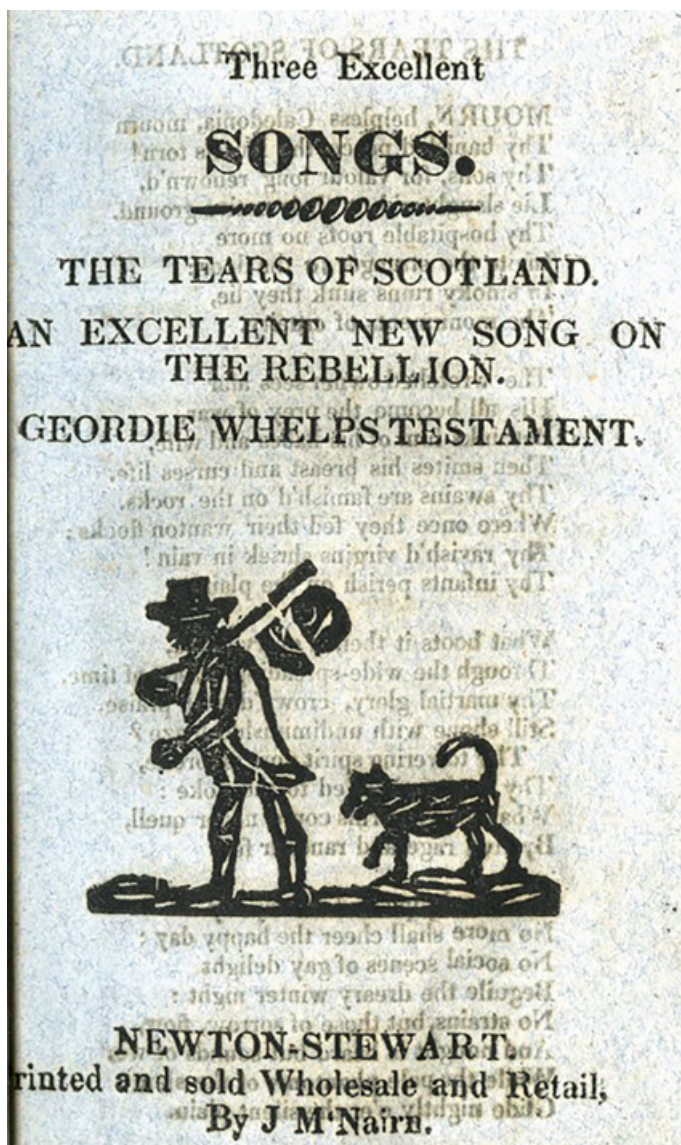 Three Excellent
SONGS.
THE TEARS OF SCOTLAND.
AN EXCELLENT NEW SONG ON
THE REBELLION.
GEORDIE WHELPS TESTAMENT.
NEWTON-STEWART.
rinted and sold Wholesale and Retail,
By J M‘Nairn.